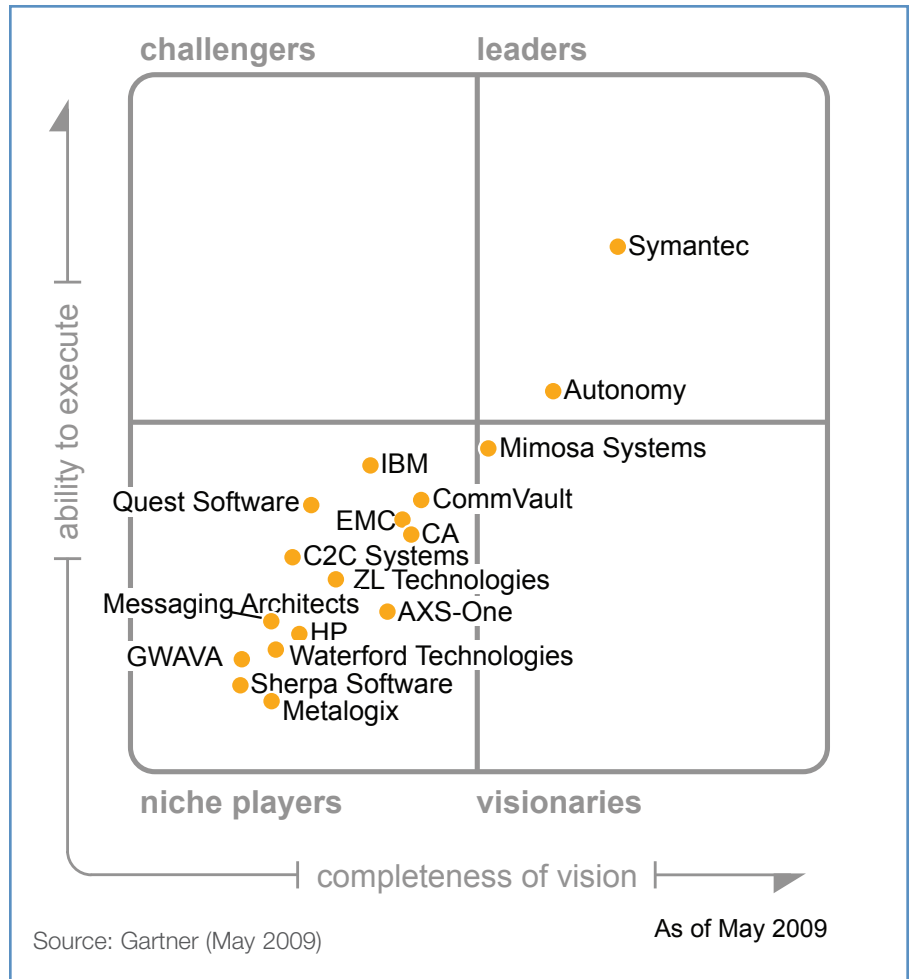 challengers
leaders
Symantec
Autonomy
Mimosa Systems
IBM
CommVault
Quest Software
EMC
CA
C2C Systems
ZL Technologies
Messaging Architects
AXS-One
HP
Waterford Technologies
GWAVA
Sherpa Software
Metalogix
ability to execute
niche players
visionaries
completeness of vision
As of May 2009
Source: Gartner (May 2009)